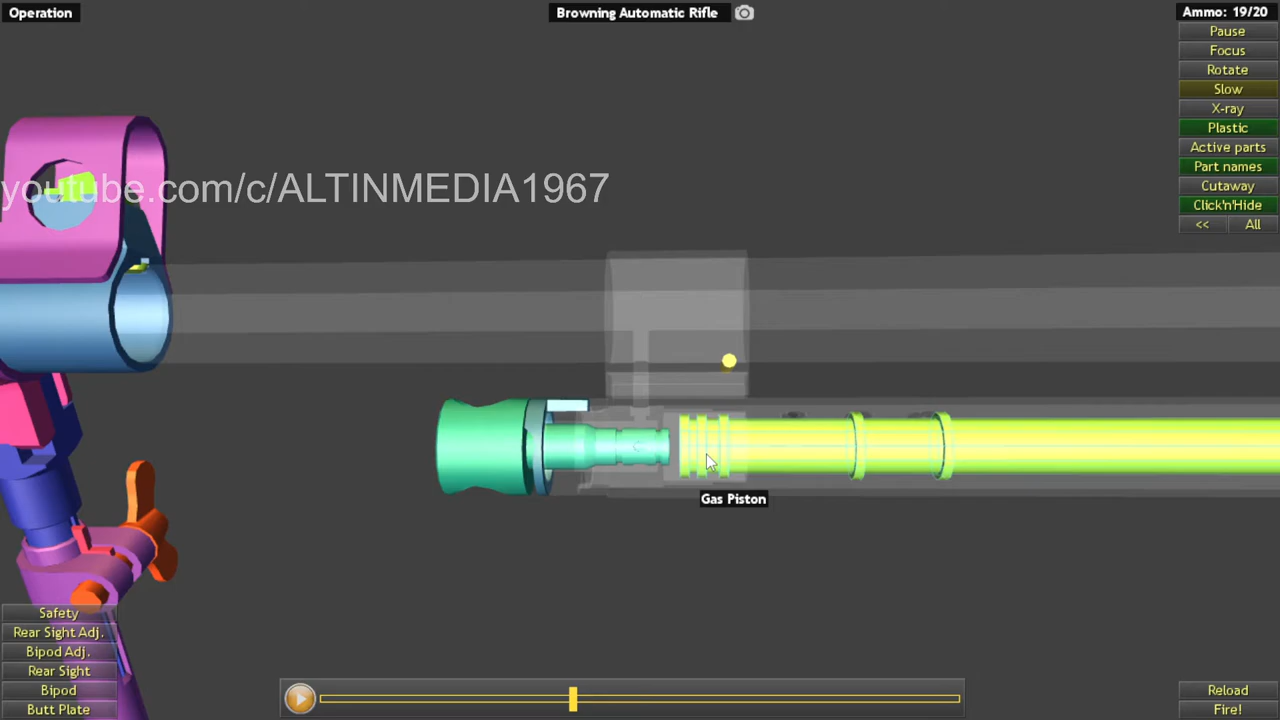 Operation
Browning Automatic Rifle
Ammo: 19/20
Pause
Focus
Rotate
Slow
X-ray
Plastic
Active parts
Part names
Cutaway
Click'n'Hide
<< All
youtube.com/c/ALTINMEDIA1967
Gas Piston
Safety
Rear Sight Adj.
Bipod Adj.
Rear Sight
Bipod
Butt Plate
Reload
Fire!